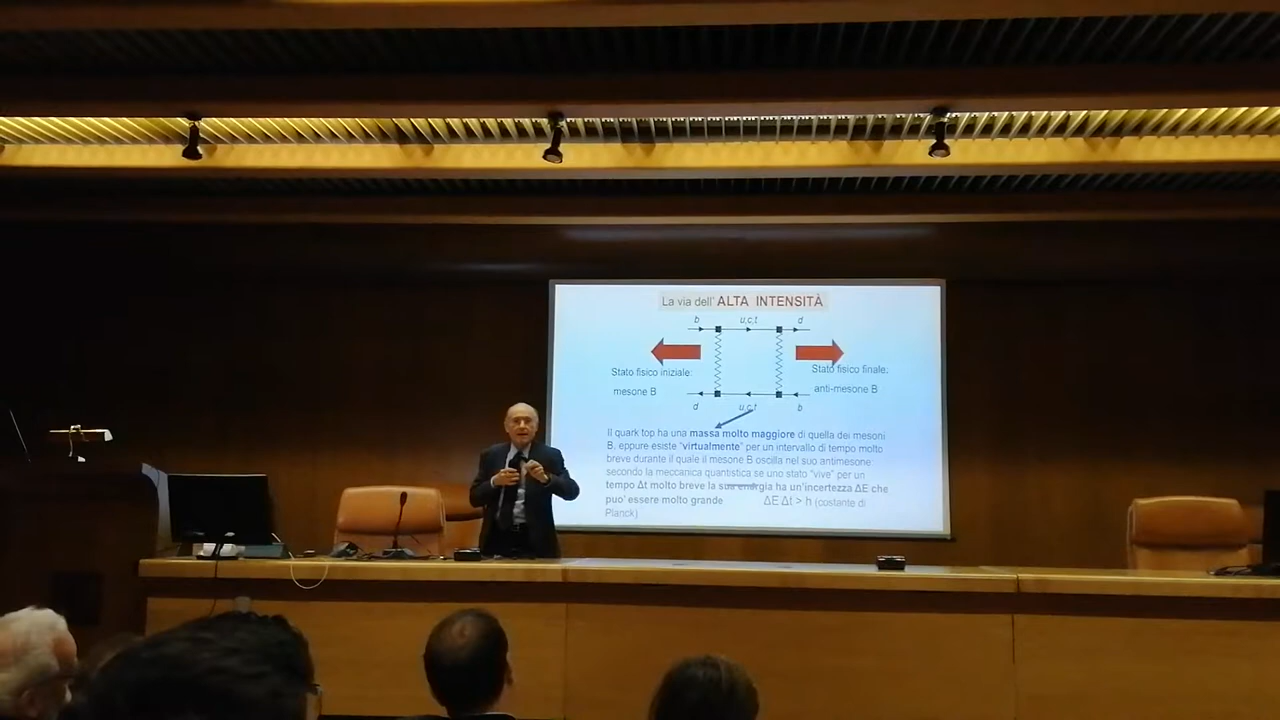 La via dell' ALTA INTENSITÀ
b u,c,t d
Stato fisico iniziale:
mesone B
Stato fisico finale:
anti-mesone B
d u,c,t b
Il quark top ha una massa molto maggiore di quella dei mesoni
B, eppure esiste "virtualmente" per un intervallo di tempo molto
breve durante il quale il mesone B oscilla nel suo antimesone:
secondo la meccanica quantistica se uno stato "vive" per un
tempo Δt molto breve la sua energia ha un'incertezza ΔE che
puo' essere molto grande ΔE Δt > h (costante di
Planck)